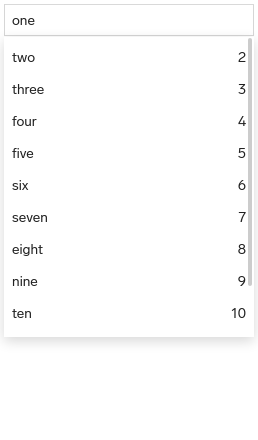 one
two 2
three 3
four 4
five 5
six 6
seven 7
eight 8
nine 9
ten 10